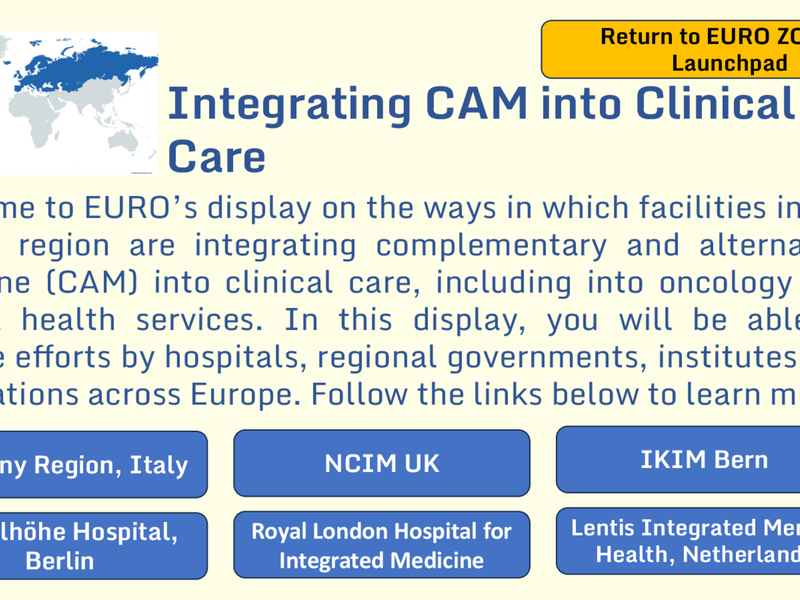 Return to EURO ZO
Launchpad
Integrating CAM into Clinical
Care
me to EURO's display on the ways in which facilities in
region are integrating complementary and alterna
ne (CAM) into clinical care, including into oncology
health services. In this display, you will be able
e efforts by hospitals, regional governments, institutes
ations across Europe. Follow the links below to learn m
ny Region, Italy
NCIM UK
IKIM Bern
lhöhe Hospital,
Berlin
Royal London Hospital for
Integrated Medicine
Lentis Integrated Me
Health, Netherland